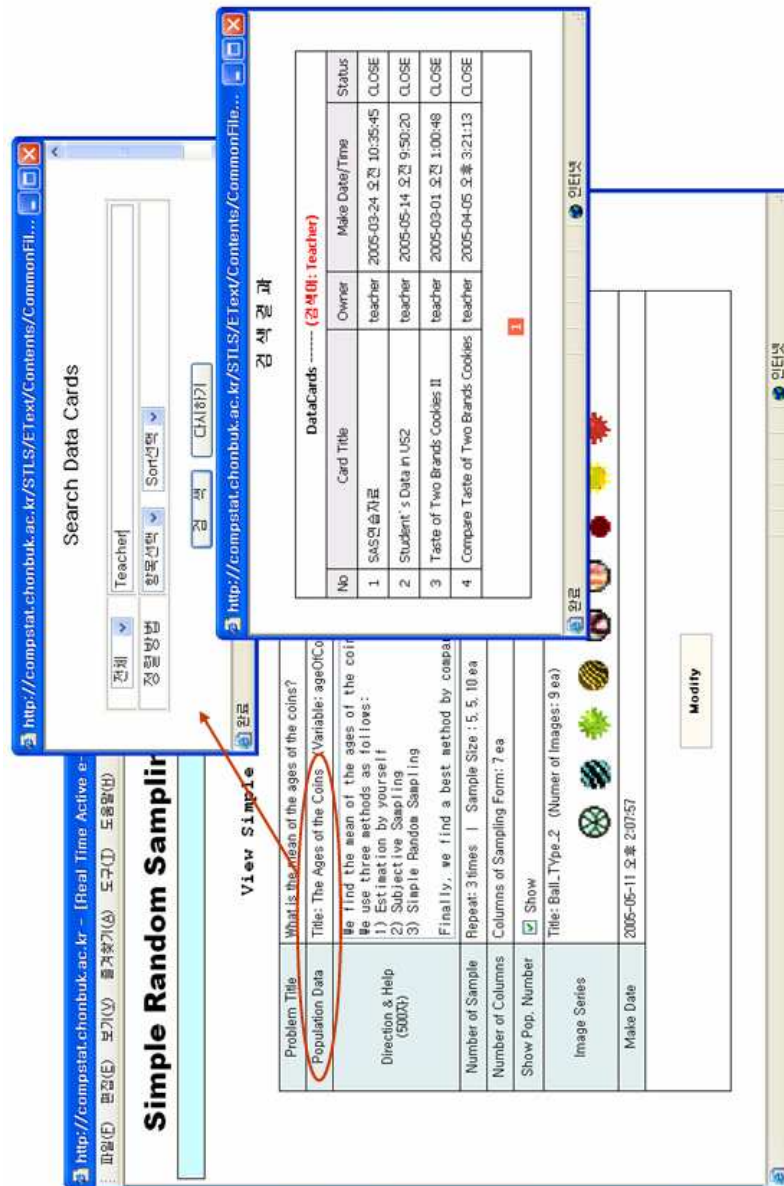 http://compstat.chonbuk.ac.kr - [Real Time Active e-
파일(F) 편집(E) 보기(V) 즐겨찾기(A) 도구(T) 도움말(H)
Simple Random Samplin
View Simple
Problem Title What is the mean of the ages of the coins?
Population Data Title: The Ages of the Coins (Variable: ageOfCo
Direction & Help
(500자)
We find the mean of the ages of the coin
We use three methods as follows:
1) Estimation by yourself
2) Subjective Sampling
3) Simple Random Sampling
Finally, we find a best method by compar
Number of Sample Repeat: 3 times | Sample Size : 5, 5, 10 ea
Number of Columns Columns of Sampling Form: 7 ea
Show Pop. Number Show
Image Series Title: Ball_TYpe_2 (Numer of Images: 9 ea)
Make Date 2005-05-11 오후 2:07:57
Modify
인터넷
http://compstat.chonbuk.ac.kr/STLS/EText/Contents/CommonFil...
Search Data Cards
전체 Teacher
정렬방법 항목선택 Sort선택
검 색 다시하기
완료
http://compstat.chonbuk.ac.kr/STLS/EText/Contents/CommonFile...
검 색 결 과
DataCards ------ (검색어: Teacher)
No Card Title Owner Make Date/Time Status
1 SAS연습자료 teacher 2005-03-24 오전 10:35:45 CLOSE
2 Student's Data in US2 teacher 2005-05-14 오전 9:50:20 CLOSE
3 Taste of Two Brands Cookies II teacher 2005-03-01 오전 1:00:48 CLOSE
4 Compare Taste of Two Brands Cookies teacher 2005-04-05 오후 3:21:13 CLOSE
1
완료 인터넷